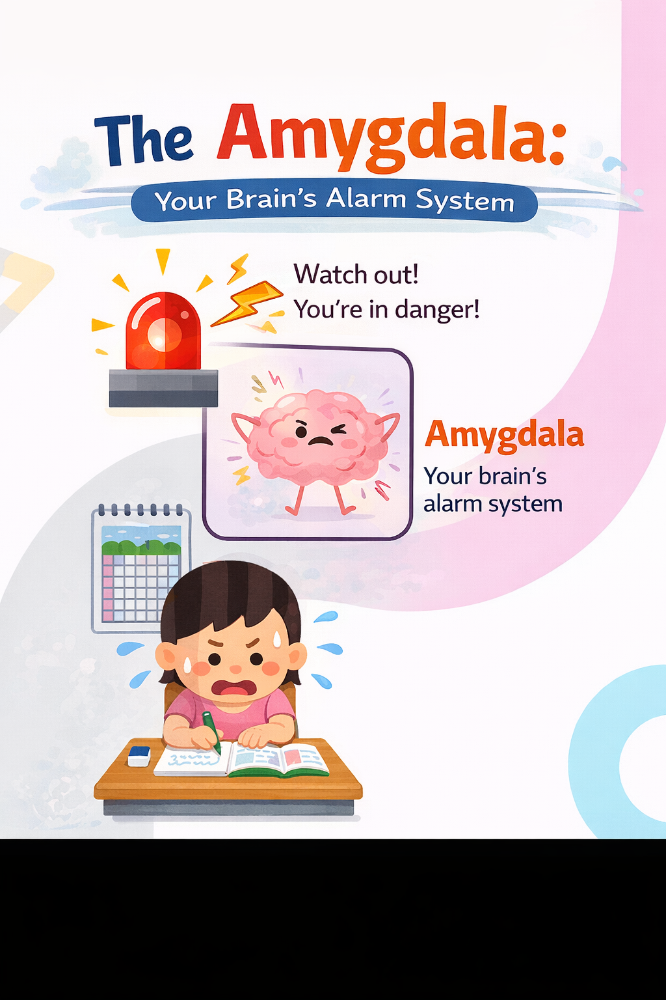 The Amygdala:
Your Brain's Alarm System
Watch out!
You're in danger!
Amygdala
Your brain's
alarm system